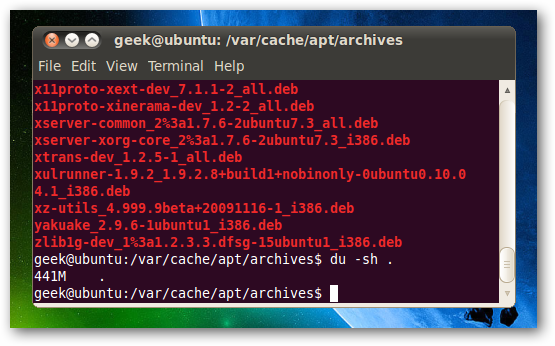 geek@ubuntu: /var/cache/apt/archives
File Edit View Terminal Help
x11proto-xext-dev_7.1.1-2_all.deb
x11proto-xinerama-dev_1.2-2_all.deb
xserver-common_2%3a1.7.6-2ubuntu7.3_all.deb
xserver-xorg-core_2%3a1.7.6-2ubuntu7.3_i386.deb
xtrans-dev_1.2.5-1_all.deb
xulrunner-1.9.2_1.9.2.8+build1+nobinonly-0ubuntu0.10.0
4.1_i386.deb
xz-utils_4.999.9beta+20091116-1_i386.deb
yakuake_2.9.6-1ubuntu1_i386.deb
zlib1g-dev_1%3a1.2.3.3.dfsg-15ubuntu1_i386.deb
geek@ubuntu:/var/cache/apt/archives$ du -sh .
441M    .
geek@ubuntu:/var/cache/apt/archives$